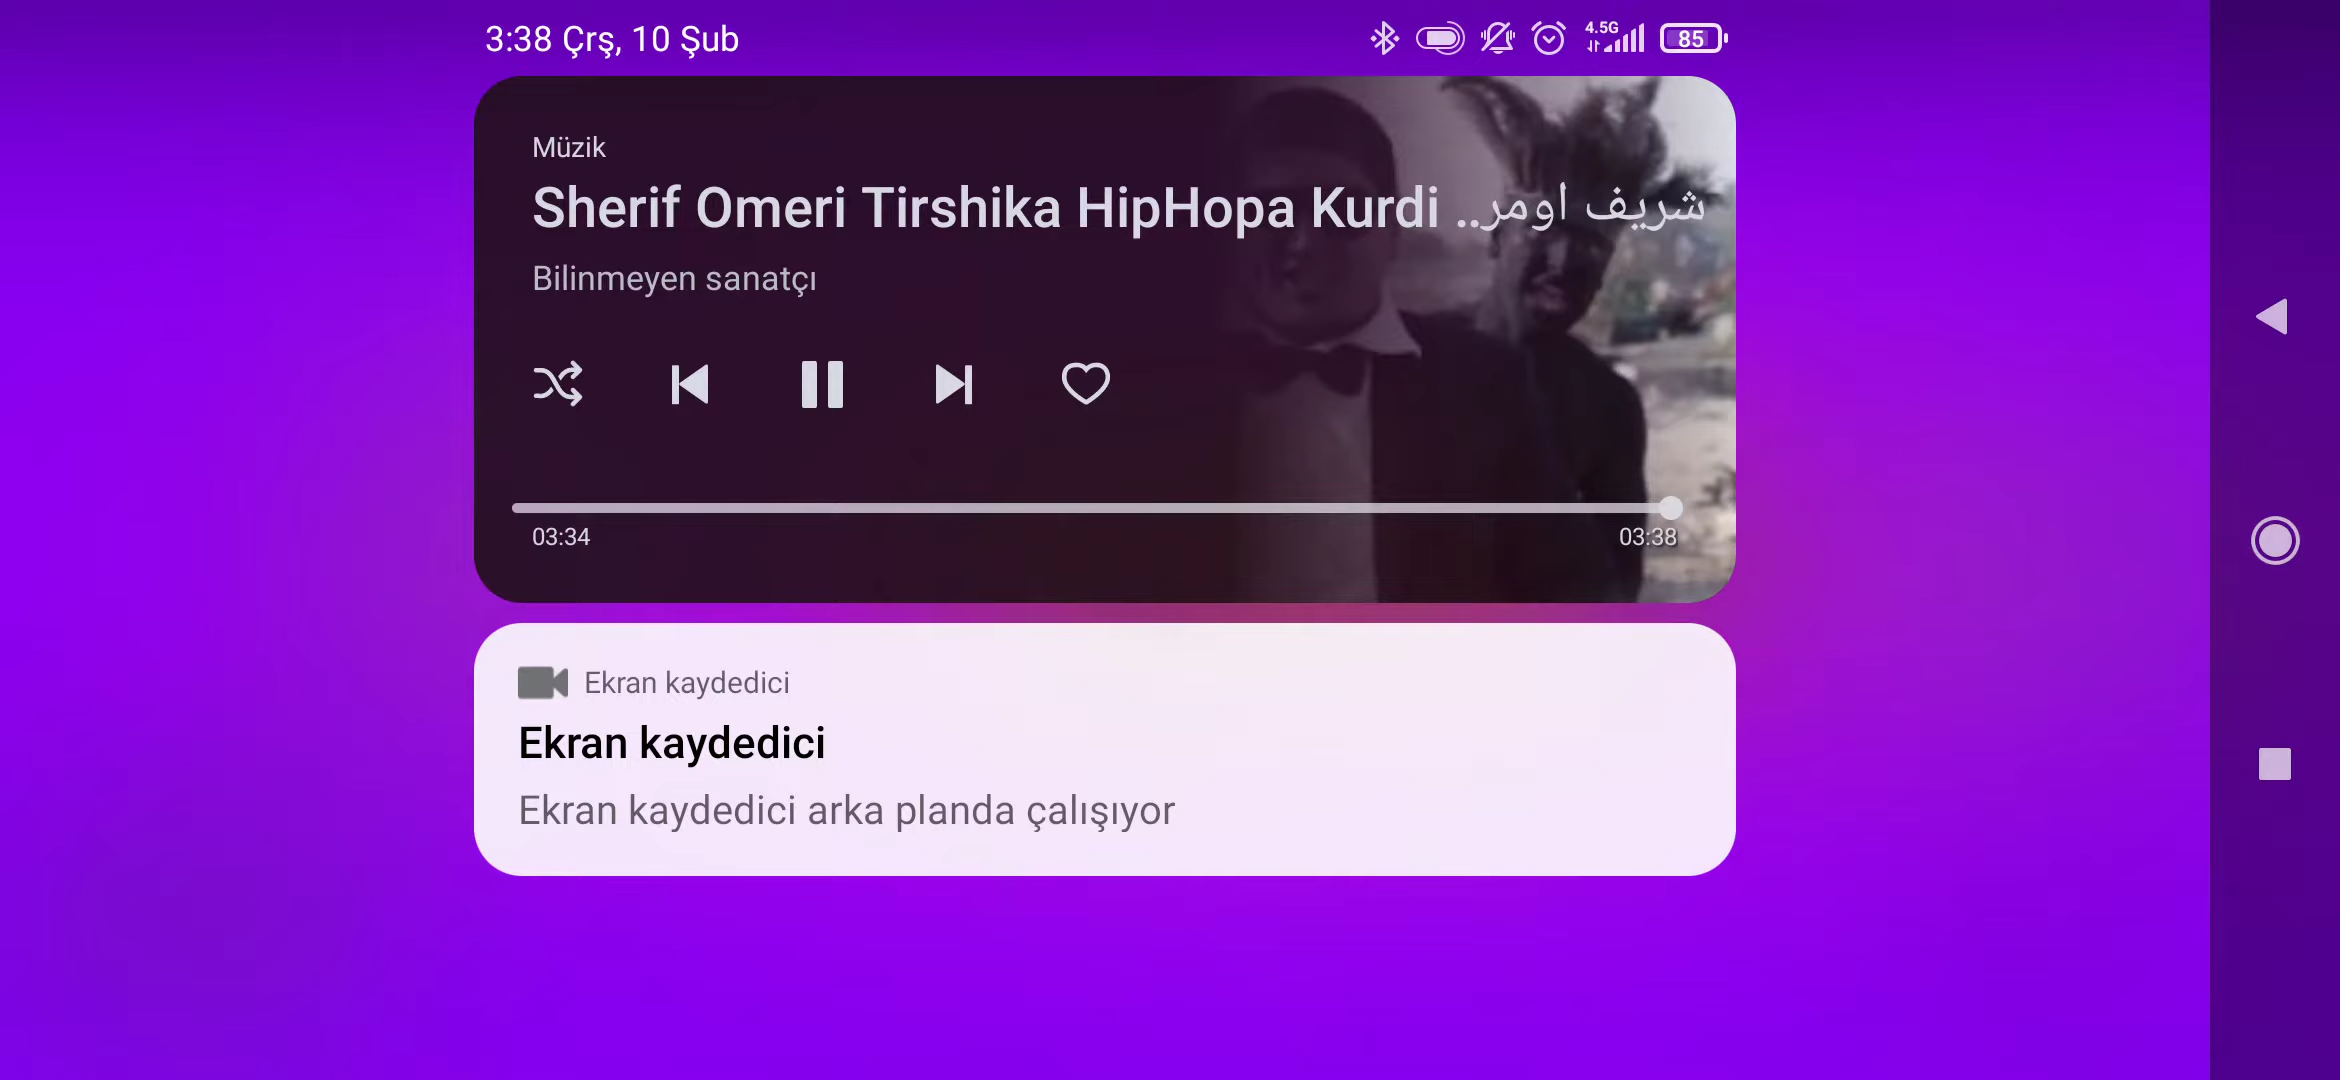 3:38 Çrş, 10 Şub
4.5G
85
Müzik
Sherif Omeri Tirshika HipHopa Kurdi ..شريف اومر
Bilinmeyen sanatçı
03:34
03:38
Ekran kaydedici
Ekran kaydedici
Ekran kaydedici arka planda çalışıyor